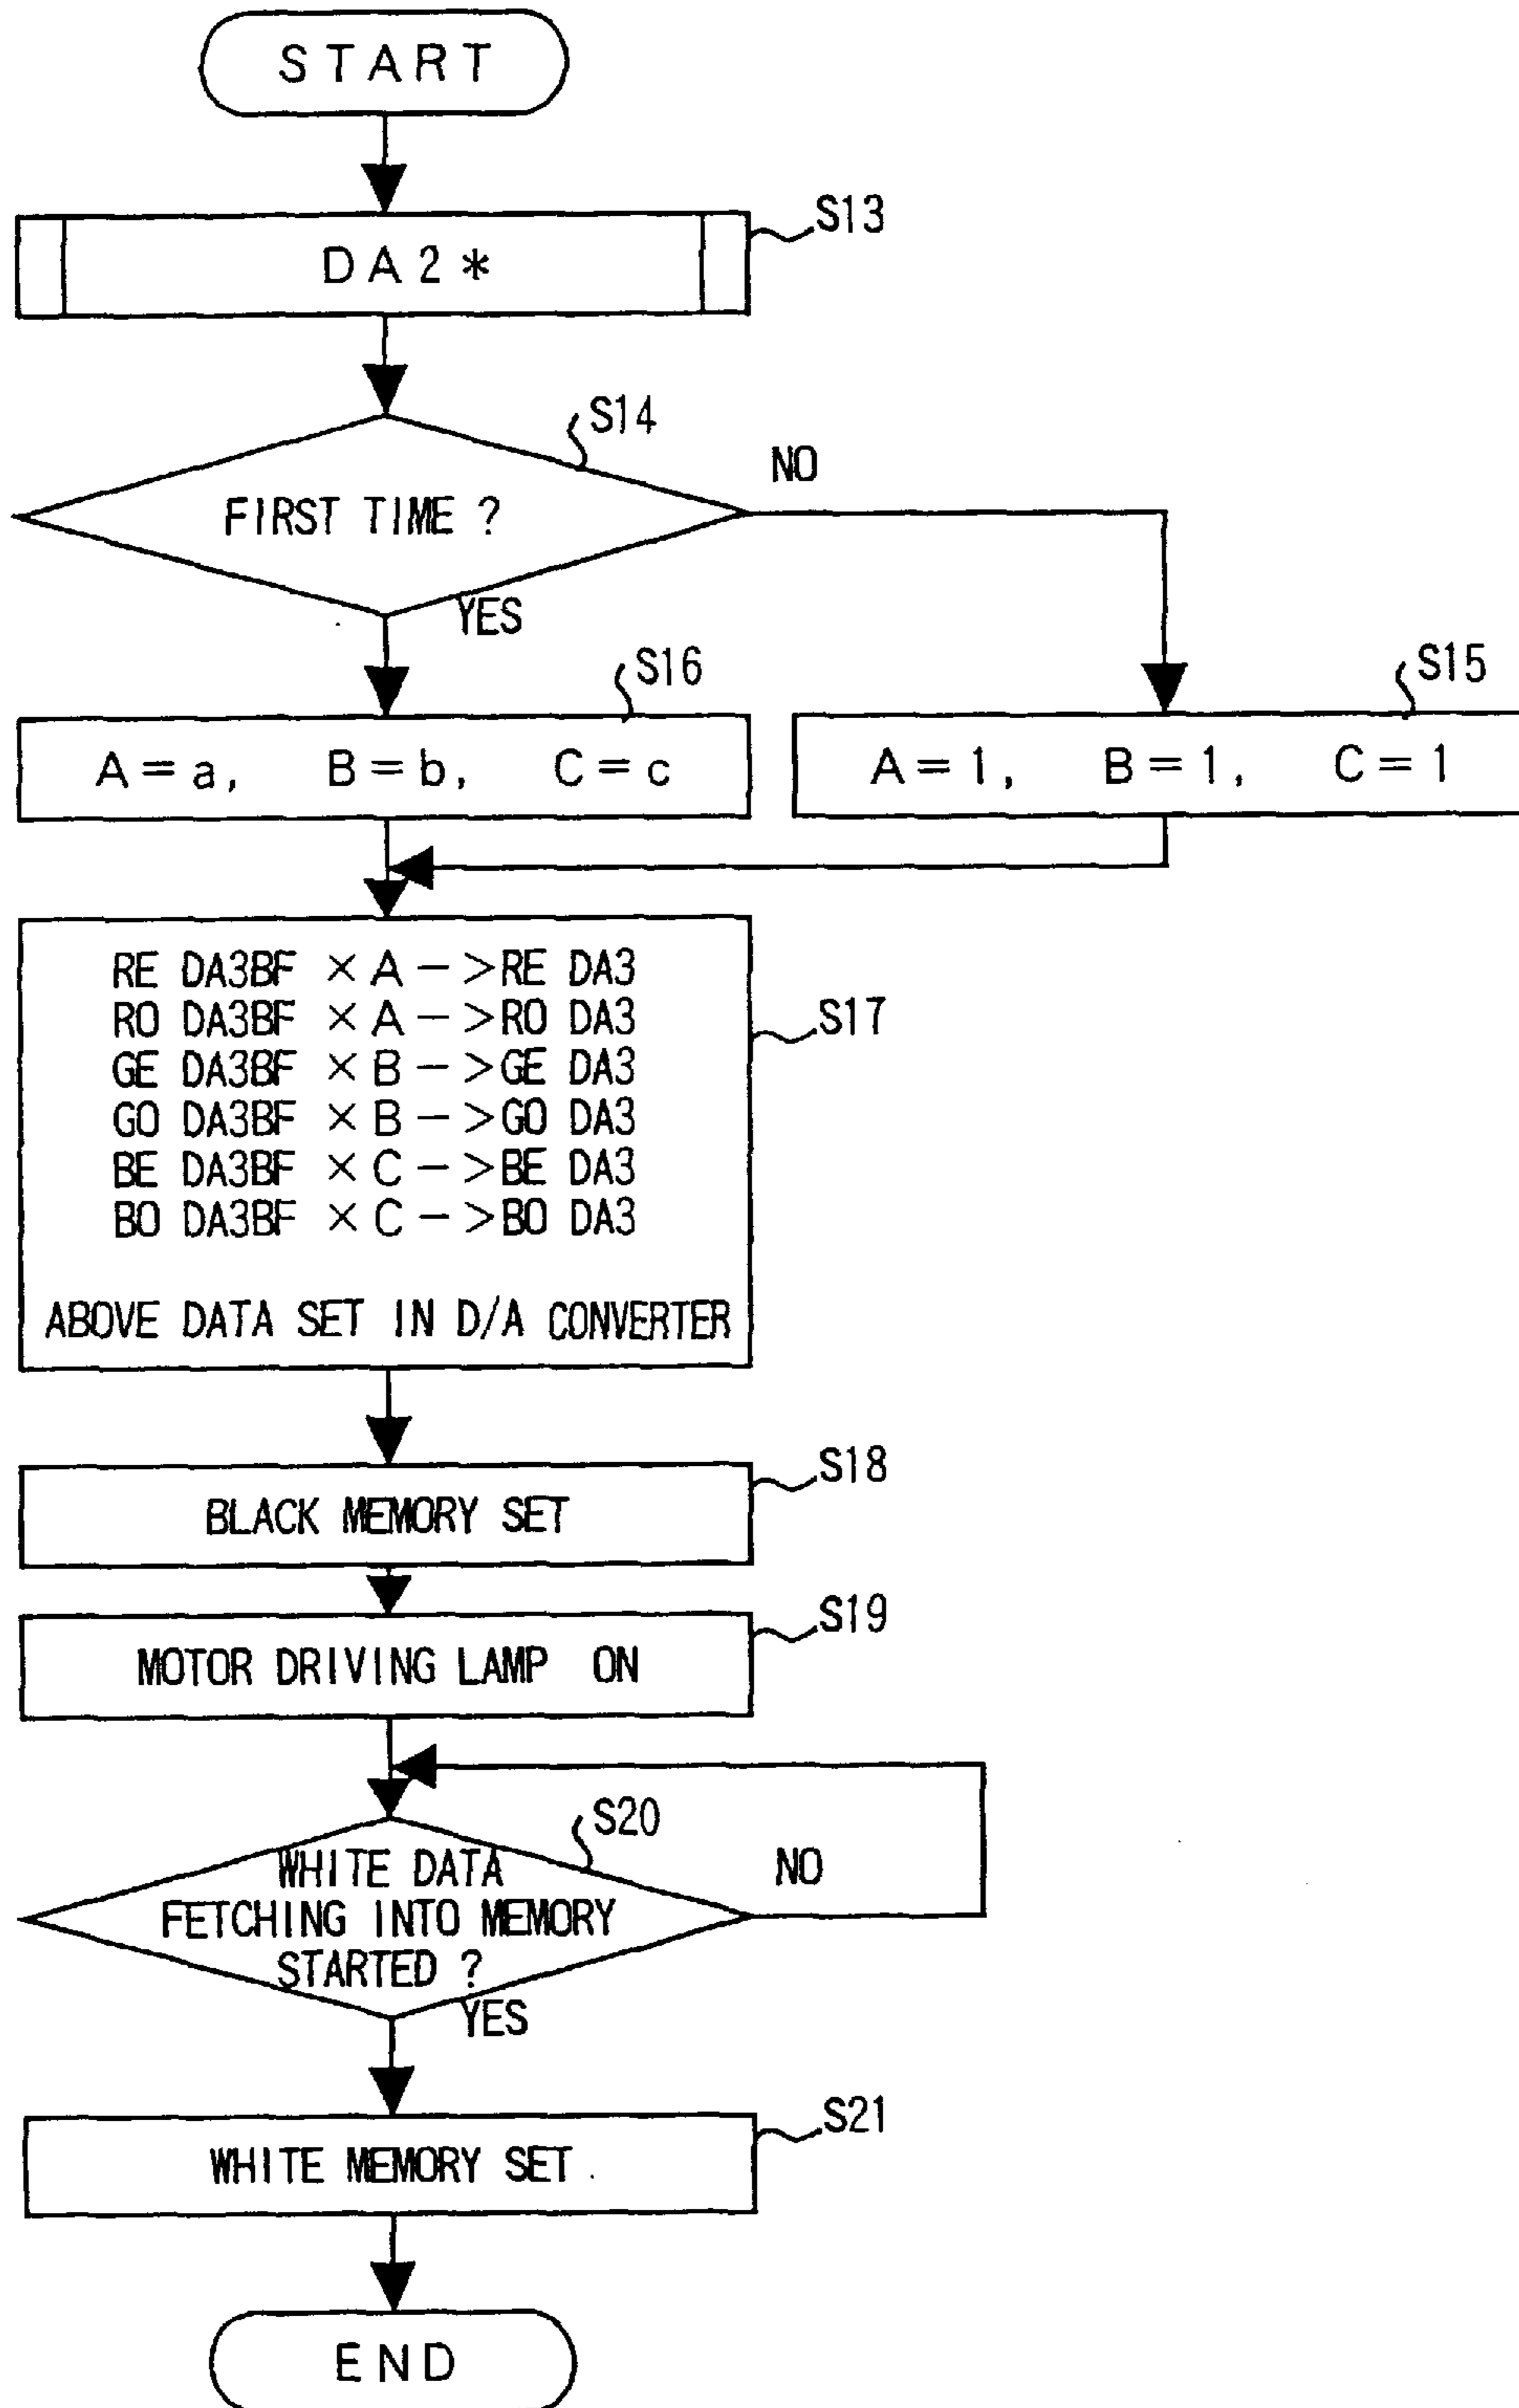 START
S13
DA2*
S14
NO
FIRST TIME ?
YES
S16
S15
A=a, B=b, C=c
A=1, B=1, C=1
RE DA3BF ×A－>RE DA3
RO DA3BF ×A－>RO DA3
S17
GE DA3BF ×B－>GE DA3
GO DA3BF ×B－>GO DA3
BE DA3BF ×C－>BE DA3
BO DA3BF ×C－>BO DA3
ABOVE DATA SET IN D/A CONVERTER
S18
BLACK MEMORY SET
S19
MOTOR DRIVING LAMP ON
S20
WHITE DATA
NO
FETCHING INTO MEMORY
STARTED ?
YES
S21
WHITE MEMORY SET
END